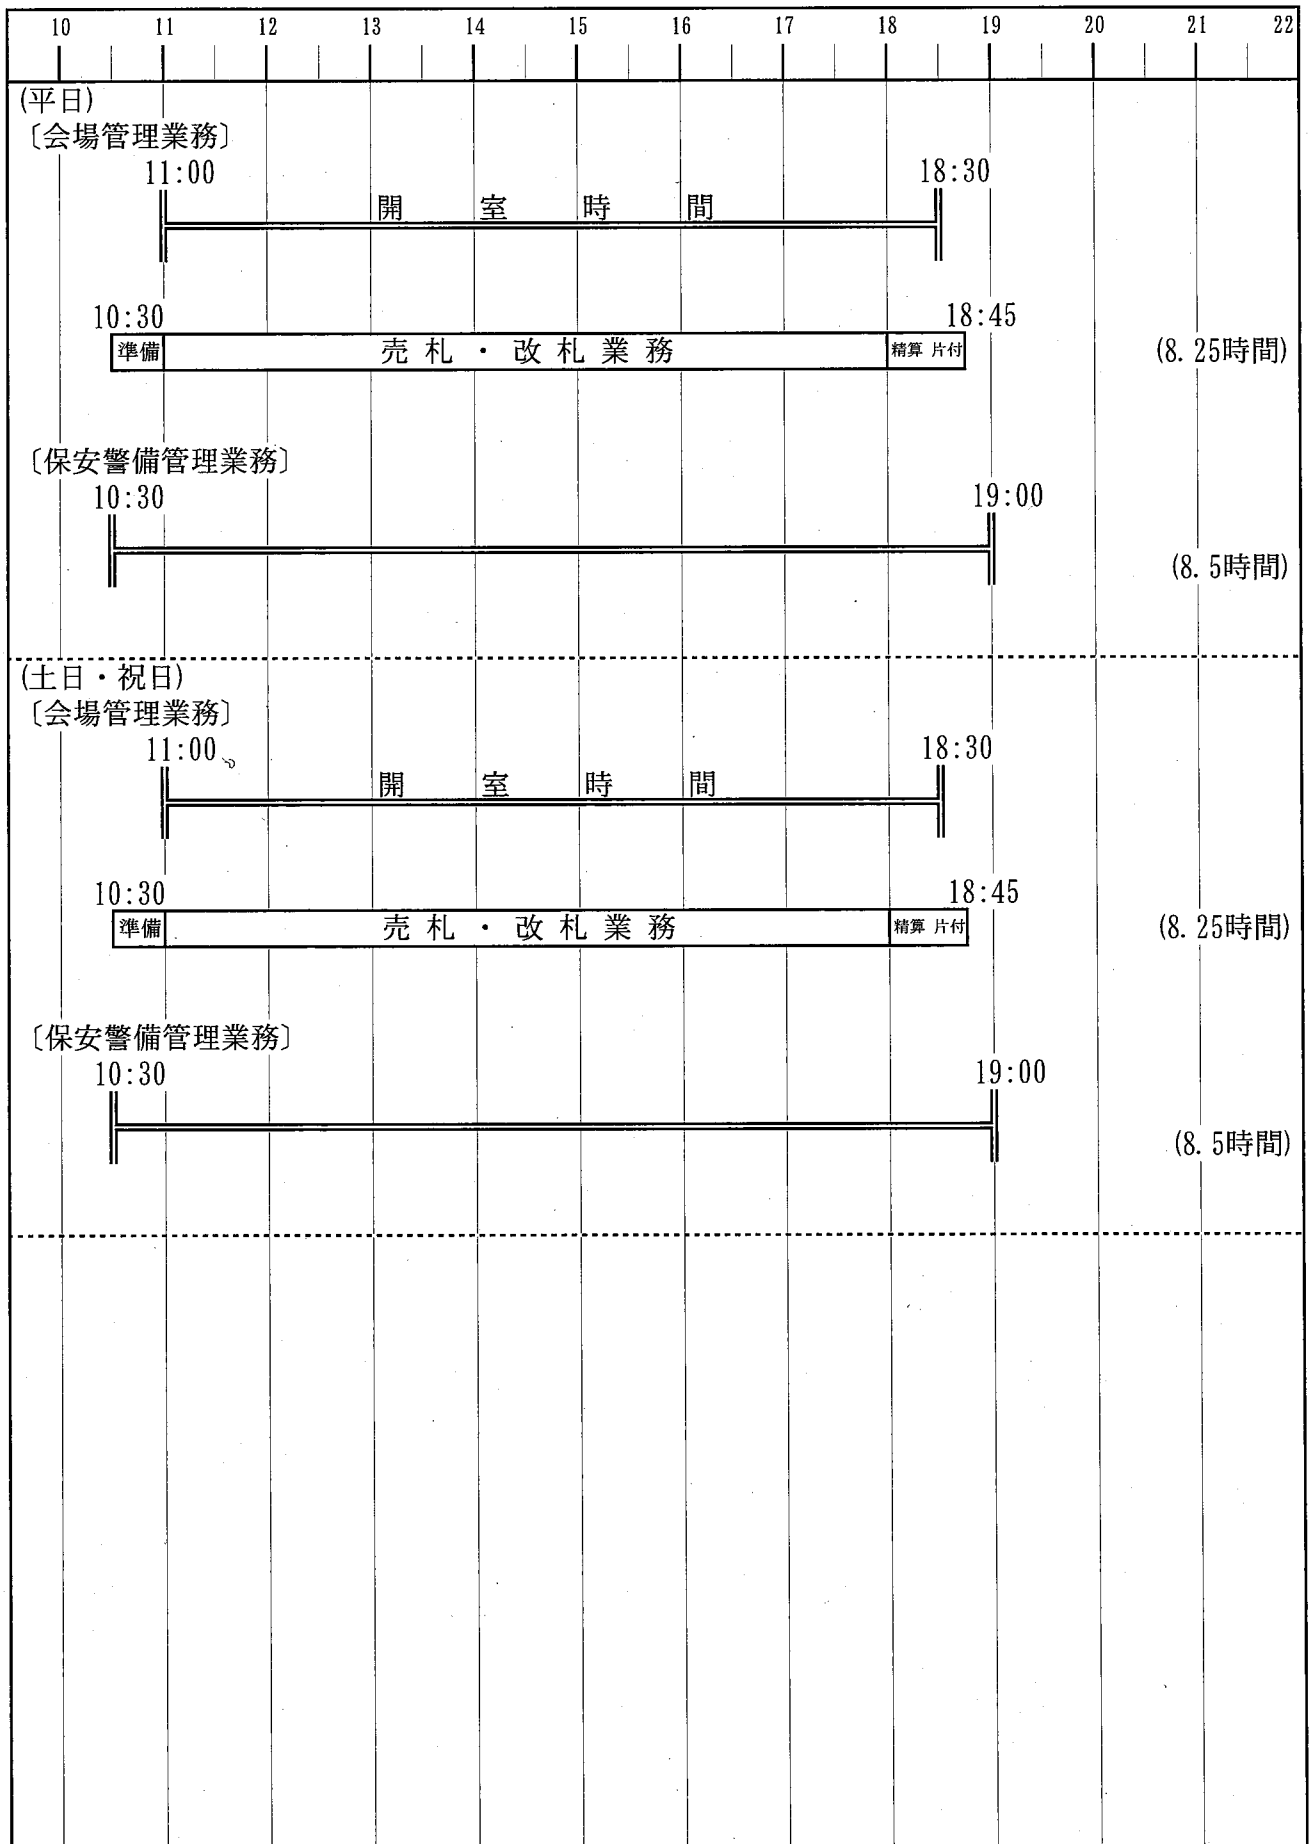 10 11 12 13 14 15 16 17 18 19 20 21 22
(平日)
〔会場管理業務〕
11:00 18:30
開室時間
10:30 18:45
準備 売札・改札業務 精算 片付 (8.25時間)
〔保安警備管理業務〕
10:30 19:00
(8.5時間)
(土日・祝日)
〔会場管理業務〕
11:00 18:30
開室時間
10:30 18:45
準備 売札・改札業務 精算 片付 (8.25時間)
〔保安警備管理業務〕
10:30 19:00
(8.5時間)